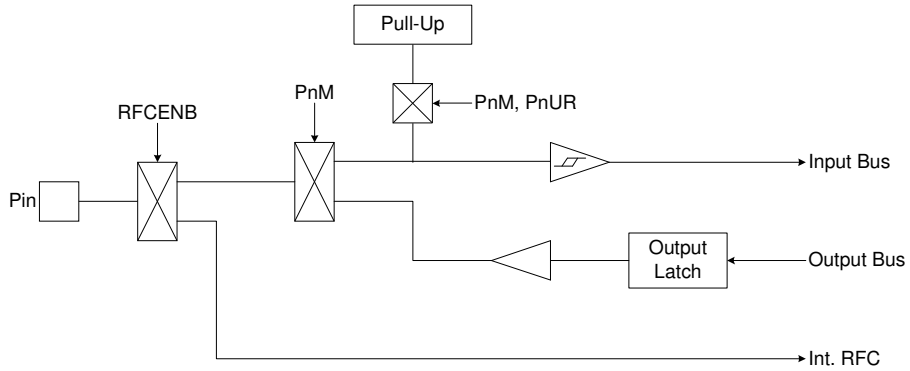 Pull-Up
PnM
PnM, PnUR
RFCENB
Input Bus
Pin
Output
Latch
Output Bus
Int. RFC